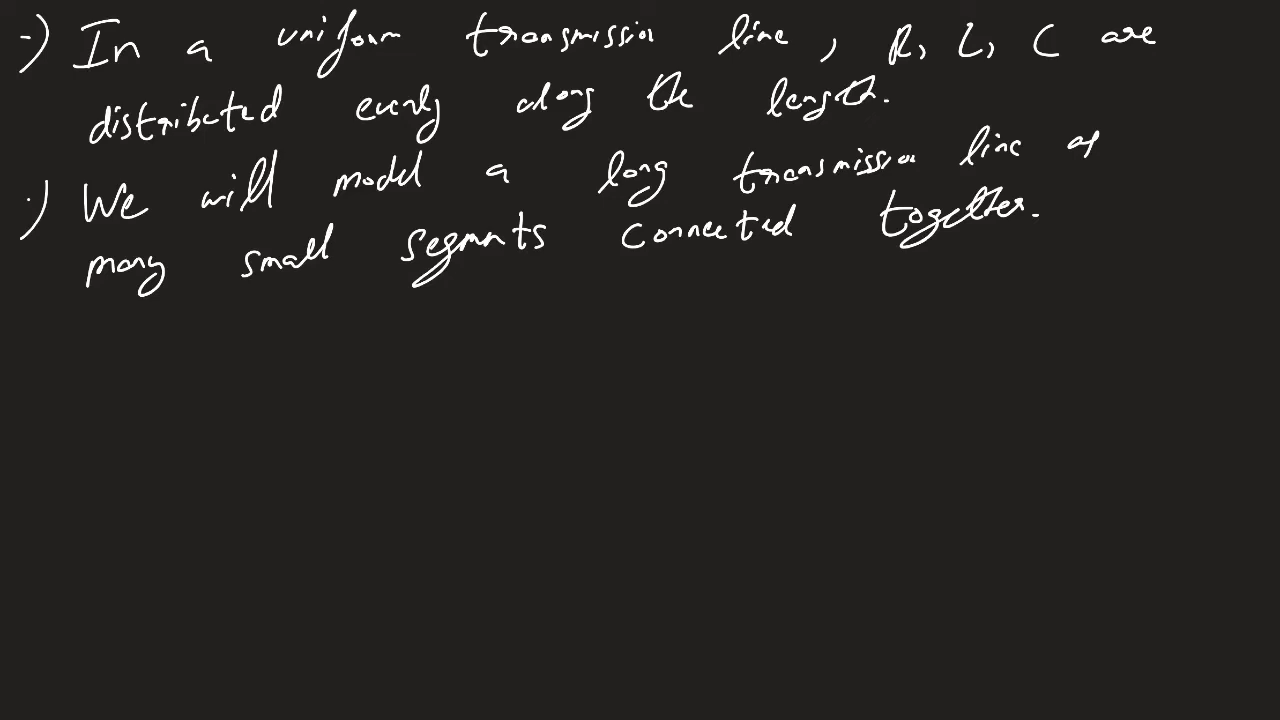 ·) In a uniform transmission line, R, L, C are
distributed evenly along the length.
·) We will model a long transmission line as
many small segments connected together.